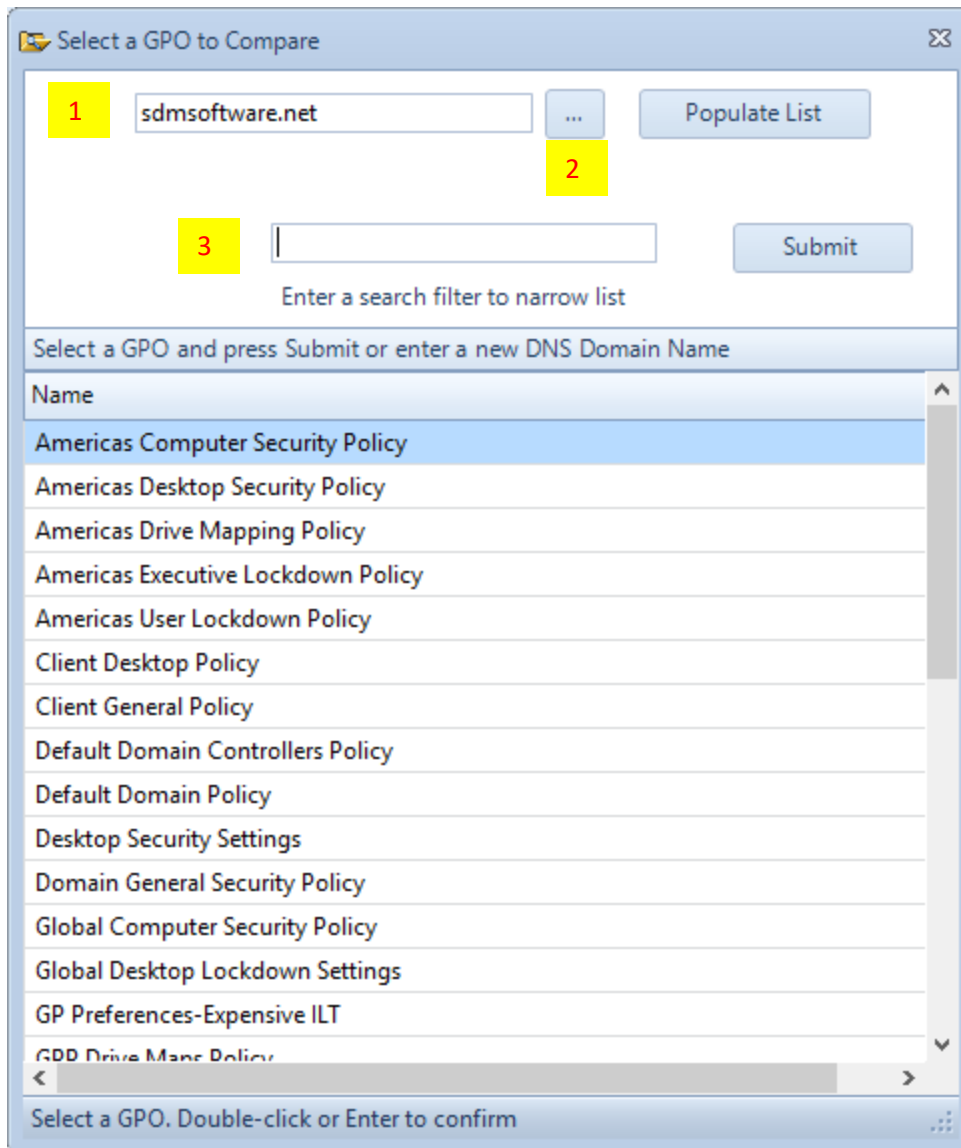 Select a GPO to Compare
1 sdmsoftware.net ... Populate List
2
3 Submit
Enter a search filter to narrow list
Select a GPO and press Submit or enter a new DNS Domain Name
Name
Americas Computer Security Policy
Americas Desktop Security Policy
Americas Drive Mapping Policy
Americas Executive Lockdown Policy
Americas User Lockdown Policy
Client Desktop Policy
Client General Policy
Default Domain Controllers Policy
Default Domain Policy
Desktop Security Settings
Domain General Security Policy
Global Computer Security Policy
Global Desktop Lockdown Settings
GP Preferences-Expensive ILT
GPP Drive Maps Policy
Select a GPO. Double-click or Enter to confirm